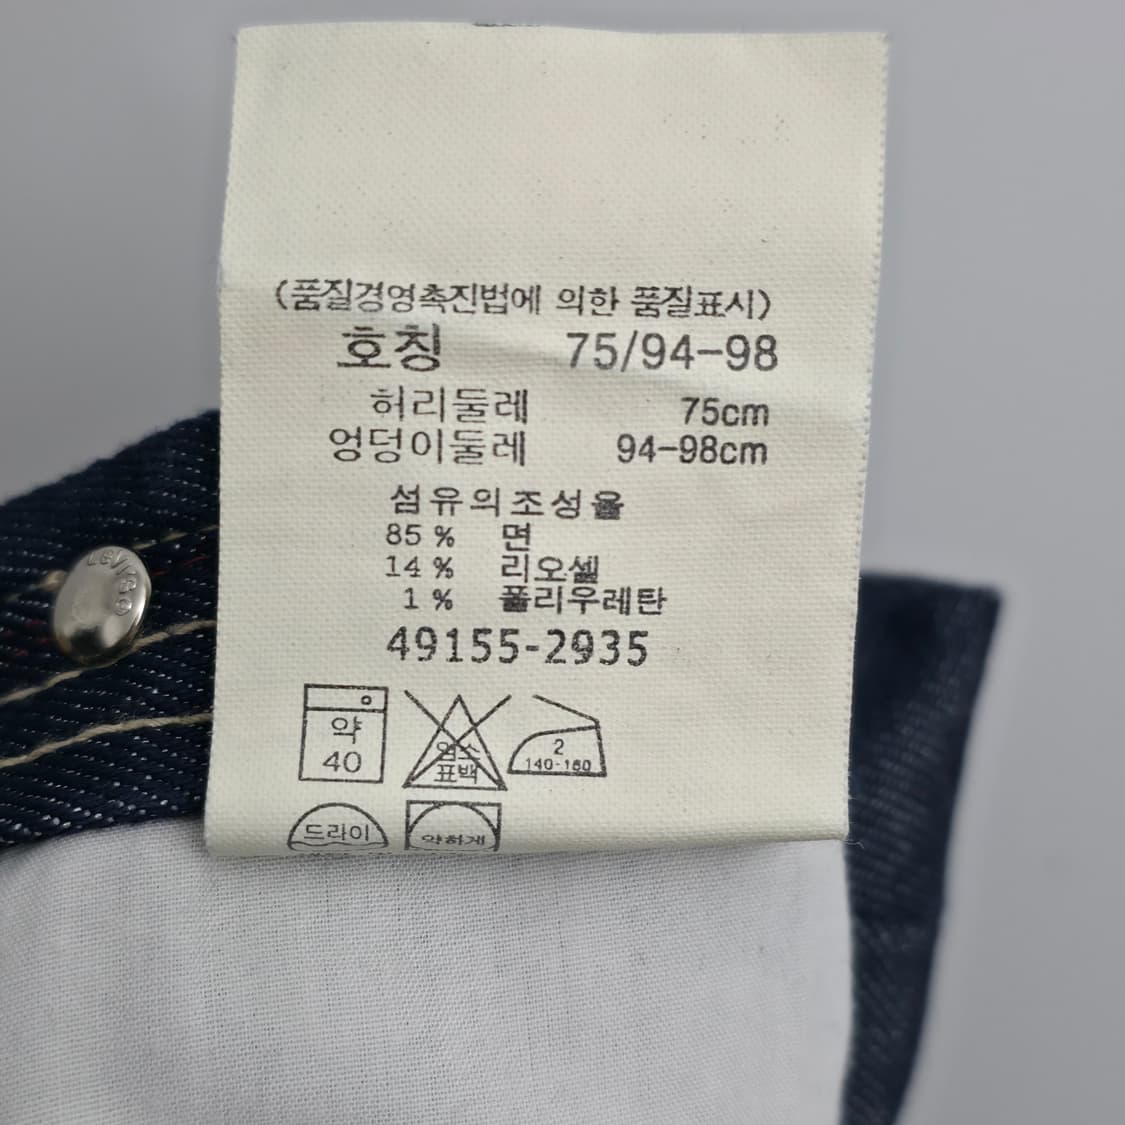 (품질경영촉진법에 의한 품질표시)
호칭 75/94-98
허리둘레 75cm
엉덩이둘레 94-98cm
섬유의조성율
85 % 면
14 % 리오셀
1 % 폴리우레탄
49155-2935
약
40
염소
표백
2
140-160
드라이
약하게